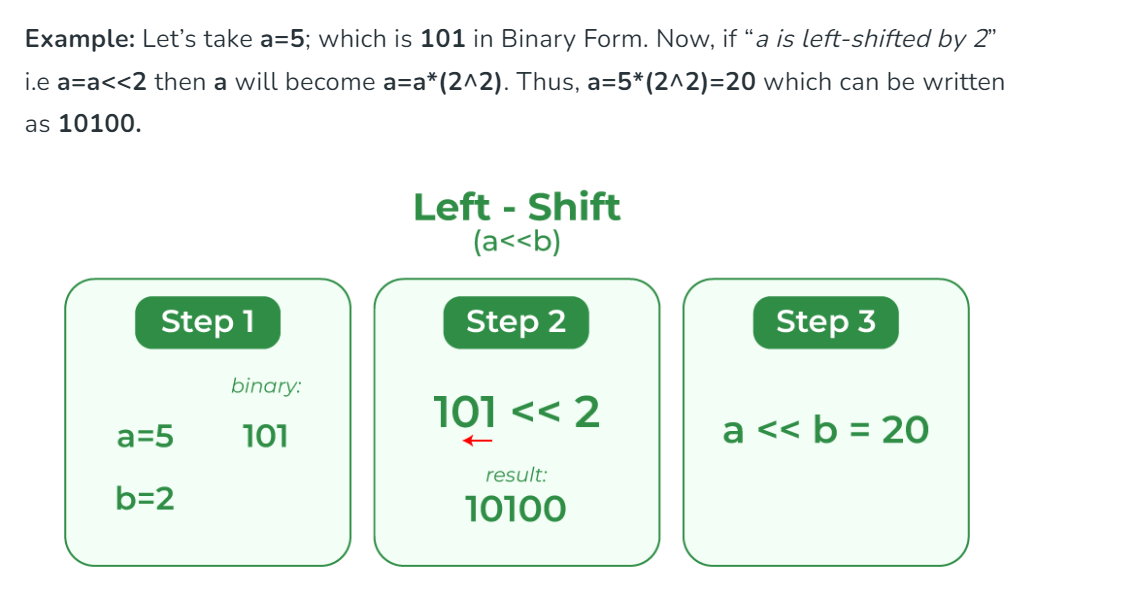 Example: Let’s take a=5; which is 101 in Binary Form. Now, if “a is left-shifted by 2”
i.e a=a<<2 then a will become a=a*(2^2). Thus, a=5*(2^2)=20 which can be written
as 10100.
Left - Shift
(a<<b)
Step 1
binary:
a=5 101
b=2
Step 2
101 << 2
result:
10100
Step 3
a << b = 20